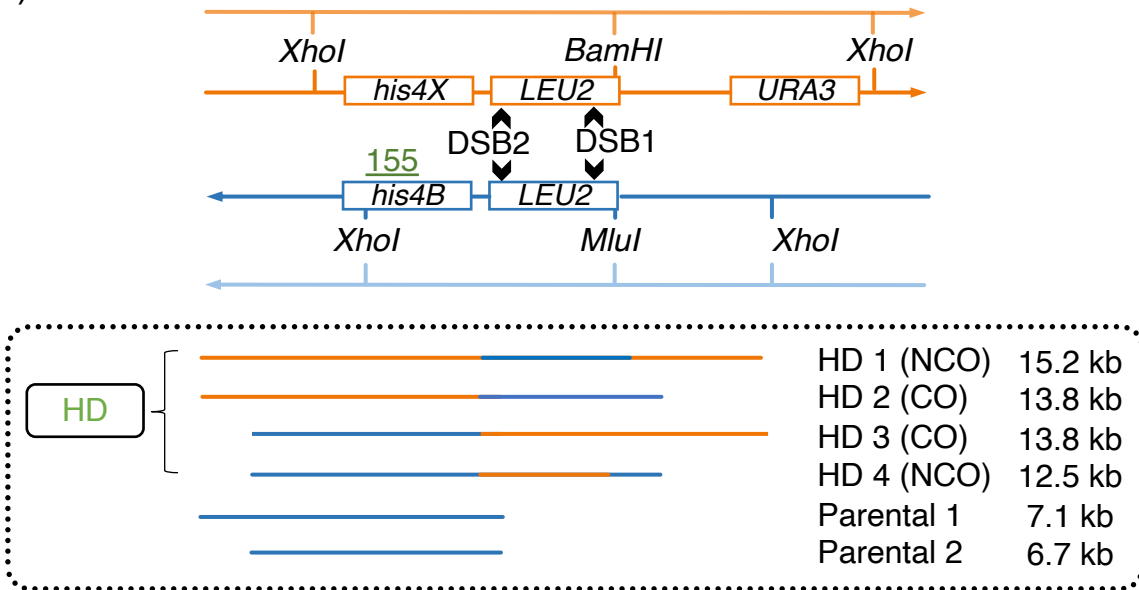 )
XhoI BamHI XhoI
his4X LEU2 URA3
DSB2 DSB1
155
his4B LEU2
XhoI MluI XhoI
HD 1 (NCO) 15.2 kb
HD HD 2 (CO) 13.8 kb
HD 3 (CO) 13.8 kb
HD 4 (NCO) 12.5 kb
Parental 1 7.1 kb
Parental 2 6.7 kb